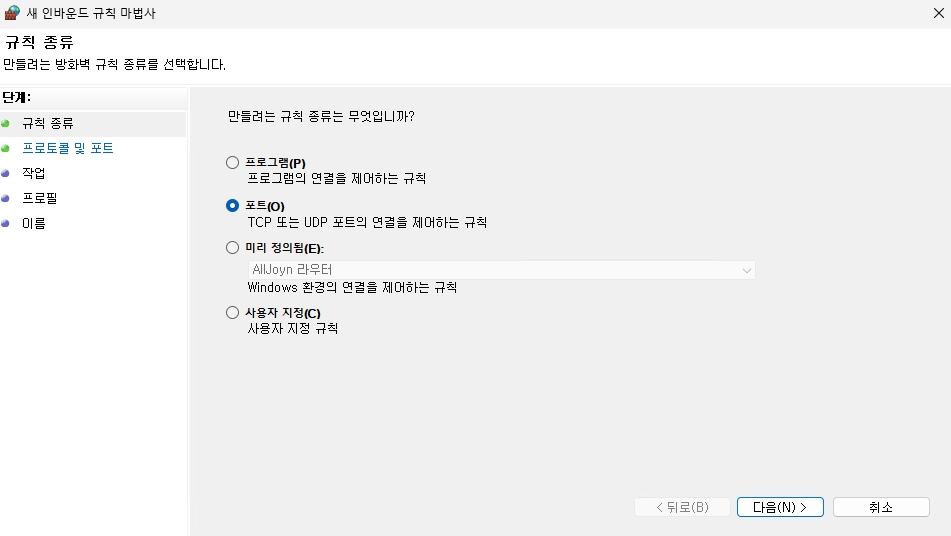 새 인바운드 규칙 마법사
규칙 종류
만들려는 방화벽 규칙 종류를 선택합니다.
단계:
규칙 종류
프로토콜 및 포트
작업
프로필
이름
만들려는 규칙 종류는 무엇입니까?
프로그램(P)
프로그램의 연결을 제어하는 규칙
포트(O)
TCP 또는 UDP 포트의 연결을 제어하는 규칙
미리 정의됨(E):
AllJoyn 라우터
Windows 환경의 연결을 제어하는 규칙
사용자 지정(C)
사용자 지정 규칙
< 뒤로(B)
다음(N) >
취소